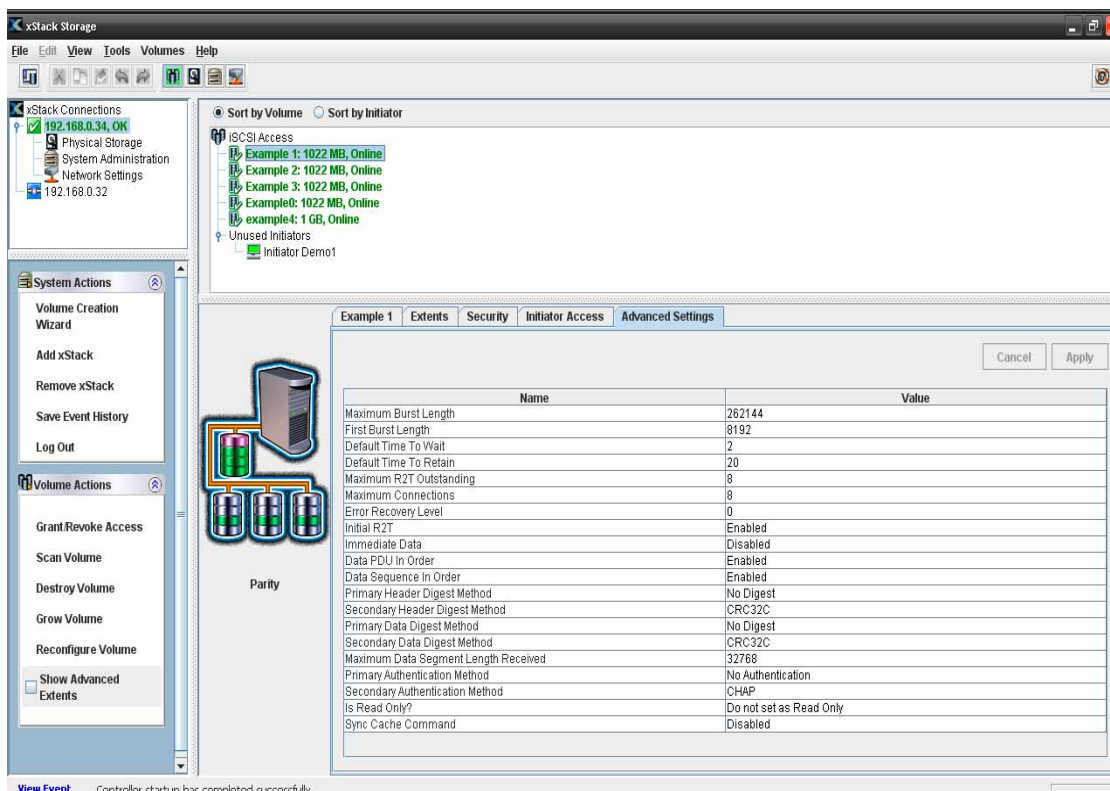 xStack Storage
File Edit View Tools Volumes Help
xStack Connections
192.168.0.34, OK
Physical Storage
System Administration
Network Settings
192.168.0.32
Sort by Volume Sort by Initiator
iSCSI Access
Example 1: 1022 MB, Online
Example 2: 1022 MB, Online
Example 3: 1022 MB, Online
Example0: 1022 MB, Online
example4: 1 GB, Online
Unused Initiators
Initiator Demo1
System Actions
Volume Creation
Wizard
Add xStack
Remove xStack
Save Event History
Log Out
Volume Actions
Grant/Revoke Access
Scan Volume
Destroy Volume
Grow Volume
Reconfigure Volume
Show Advanced
Extents
Parity
Example 1 Extents Security Initiator Access Advanced Settings
Cancel Apply
Name Value
Maximum Burst Length 262144
First Burst Length 8192
Default Time To Wait 2
Default Time To Retain 20
Maximum R2T Outstanding 8
Maximum Connections 8
Error Recovery Level 0
Initial R2T Enabled
Immediate Data Disabled
Data PDU In Order Enabled
Data Sequence In Order Enabled
Primary Header Digest Method No Digest
Secondary Header Digest Method CRC32C
Primary Data Digest Method No Digest
Secondary Data Digest Method CRC32C
Maximum Data Segment Length Received 32768
Primary Authentication Method No Authentication
Secondary Authentication Method CHAP
Is Read Only? Do not set as Read Only
Sync Cache Command Disabled
View Event Controller startup has completed successfully